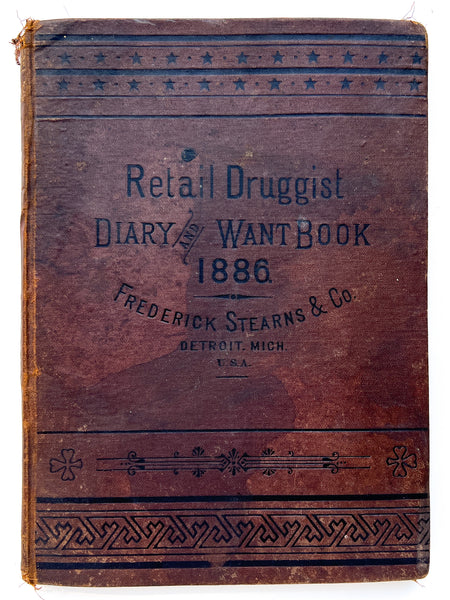 Retail Druggist
DIARY AND WANT BOOK
1886.
FREDERICK STEARNS & CO.
DETROIT, MICH.
U.S.A.